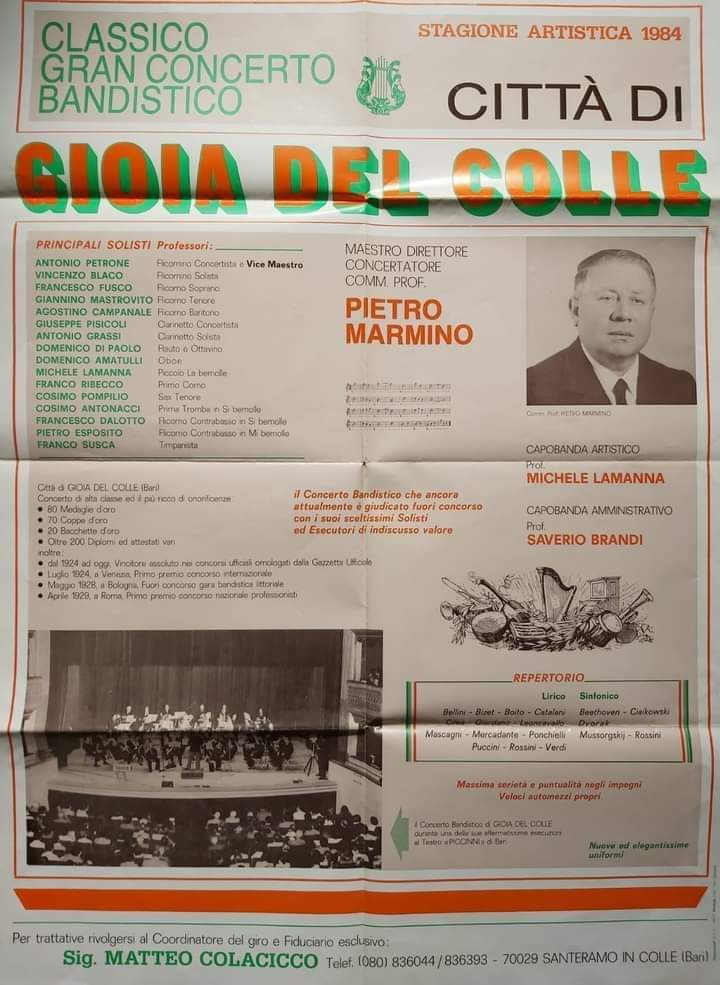 CLASSICO
GRAN CONCERTO
BANDISTICO
STAGIONE ARTISTICA 1984
CITTÀ DI
GIOIA DEL COLLE
PRINCIPALI SOLISTI Professori:
ANTONIO PETRONE Flicornino Concertista e Vice Maestro
VINCENZO BLACO Flicornino Solista
FRANCESCO FUSCO Flicorno Soprano
GIANNINO MASTROVITO Flicorno Tenore
AGOSTINO CAMPANALE Flicorno Baritono
GIUSEPPE PISICOLI Clarinetto Concertista
ANTONIO GRASSI Clarinetto Solista
DOMENICO DI PAOLO Flauto e Ottavino
DOMENICO AMATULLI Oboe
MICHELE LAMANNA Piccolo La bemolle
FRANCO RIBECCO Primo Corno
COSIMO POMPILIO Sax Tenore
COSIMO ANTONACCI Prima Tromba in Si bemolle
FRANCESCO DALOTTO Flicorno Contrabasso in Si bemolle
PIETRO ESPOSITO Flicorno Contrabasso in Mi bemolle
FRANCO SUSCA Timpanista
MAESTRO DIRETTORE
CONCERTATORE
COMM. PROF.
PIETRO
MARMINO
Comm. Prof. PIETRO MARMINO
CAPOBANDA ARTISTICO
Prof.
MICHELE LAMANNA
CAPOBANDA AMMINISTRATIVO
Prof.
SAVERIO BRANDI
Città di GIOIA DEL COLLE (Bari)
Concerto di alta classe ed il più ricco di onorificenze:
● 80 Medaglie d'oro
● 70 Coppe d'oro
● 20 Bacchette d'oro
● Oltre 200 Diplomi ed attestati vari
inoltre:
● dal 1924 ad oggi, Vincitore assoluto nei concorsi ufficiali omologati dalla Gazzetta Ufficiale
● Luglio 1924, a Venezia, Primo premio concorso internazionale
● Maggio 1928, a Bologna, Fuori concorso gara bandistica littoriale
● Aprile 1929, a Roma, Primo premio concorso nazionale professionisti
il Concerto Bandistico che ancora
attualmente è giudicato fuori concorso
con i suoi sceltissimi Solisti
ed Esecutori di indiscusso valore
REPERTORIO
Lirico Sinfonico
Bellini - Bizet - Boito - Catalani Beethoven - Ciaikowski
Cilea - Giordano - Leoncavallo Dvorak
Mascagni - Mercadante - Ponchielli Mussorgskij - Rossini
Puccini - Rossini - Verdi
Massima serietà e puntualità negli impegni
Veloci automezzi propri
il Concerto Bandistico di GIOIA DEL COLLE
durante una delle sue affermatissime esecuzioni
al Teatro «PICCINNI» di Bari
Nuove ed elegantissime
uniformi
Per trattative rivolgersi al Coordinatore del giro e Fiduciario esclusivo:
Sig. MATTEO COLACICCO Telef. (080) 836044/836393 - 70029 SANTERAMO IN COLLE (Bari)